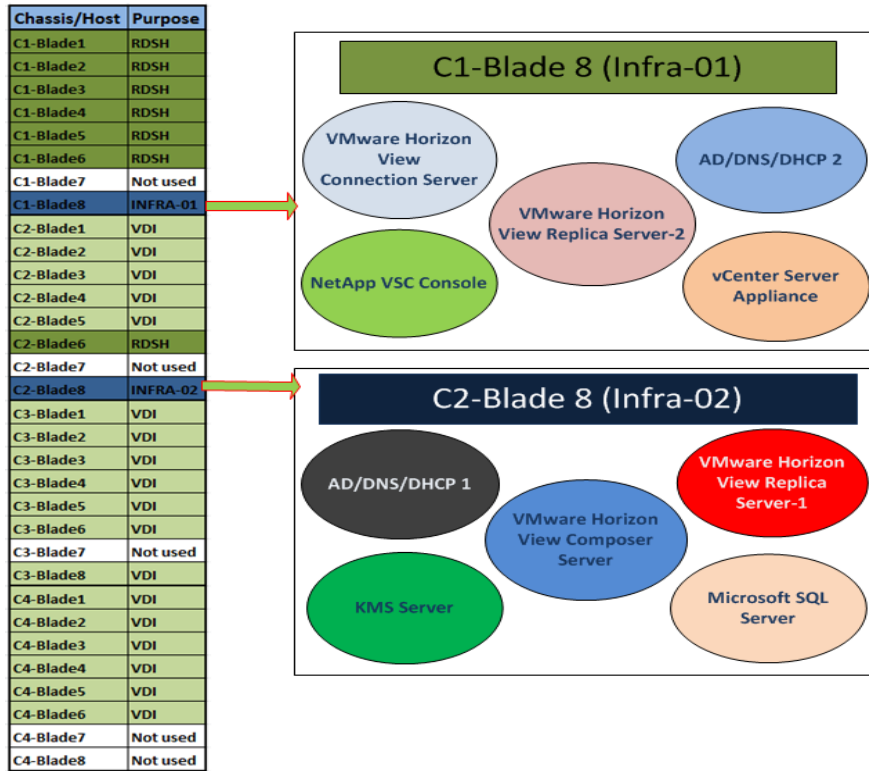 Chassis/Host Purpose
C1-Blade1 RDSH
C1-Blade2 RDSH
C1-Blade3 RDSH
C1-Blade4 RDSH
C1-Blade5 RDSH
C1-Blade6 RDSH
C1-Blade7 Not used
C1-Blade8 INFRA-01
C2-Blade1 VDI
C2-Blade2 VDI
C2-Blade3 VDI
C2-Blade4 VDI
C2-Blade5 VDI
C2-Blade6 RDSH
C2-Blade7 Not used
C2-Blade8 INFRA-02
C3-Blade1 VDI
C3-Blade2 VDI
C3-Blade3 VDI
C3-Blade4 VDI
C3-Blade5 VDI
C3-Blade6 VDI
C3-Blade7 Not used
C3-Blade8 VDI
C4-Blade1 VDI
C4-Blade2 VDI
C4-Blade3 VDI
C4-Blade4 VDI
C4-Blade5 VDI
C4-Blade6 VDI
C4-Blade7 Not used
C4-Blade8 Not used
C1-Blade 8 (Infra-01)
VMware Horizon
View
Connection Server
AD/DNS/DHCP 2
VMware Horizon
View Replica Server-2
NetApp VSC Console
vCenter Server
Appliance
C2-Blade 8 (Infra-02)
AD/DNS/DHCP 1
VMware Horizon
View Replica
Server-1
VMware Horizon
View Composer
Server
KMS Server
Microsoft SQL
Server